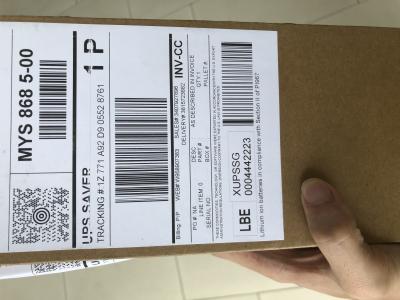 MYS 868 5-00
UPS SAVER
1 P
TRACKING #: 1Z 771 A92 D9 0552 8761
Billing: P/P
INV-CC
PO #: NA
LINE ITEM 0
SERIAL NO.
DESC: AS DESCRIBED IN INVOICE
PART#
QTY:1
BOX #
PALLET #
XUPSSG
LBE 0004442223
Lithium ion batteries in compliance with Section II of PI967